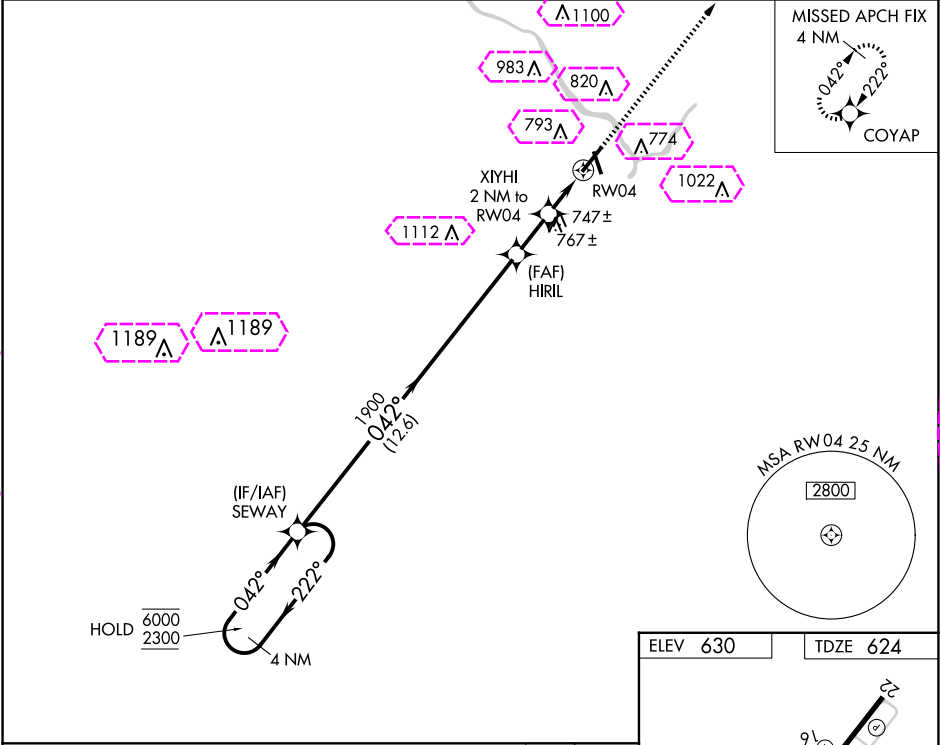 1100
MISSED APCH FIX
4 NM
042°
222°
COYAP
983
820
793
774
XIYHI
2 NM to
RW04
RW04
1022
747±
767±
1112
(FAF)
HIRIL
1189
1189
1900
042°
(12.6)
MSA RW04 25 NM
2800
(IF/IAF)
SEWAY
042°
222°
HOLD
6000
2300
4 NM
ELEV 630
TDZE 624
22
P